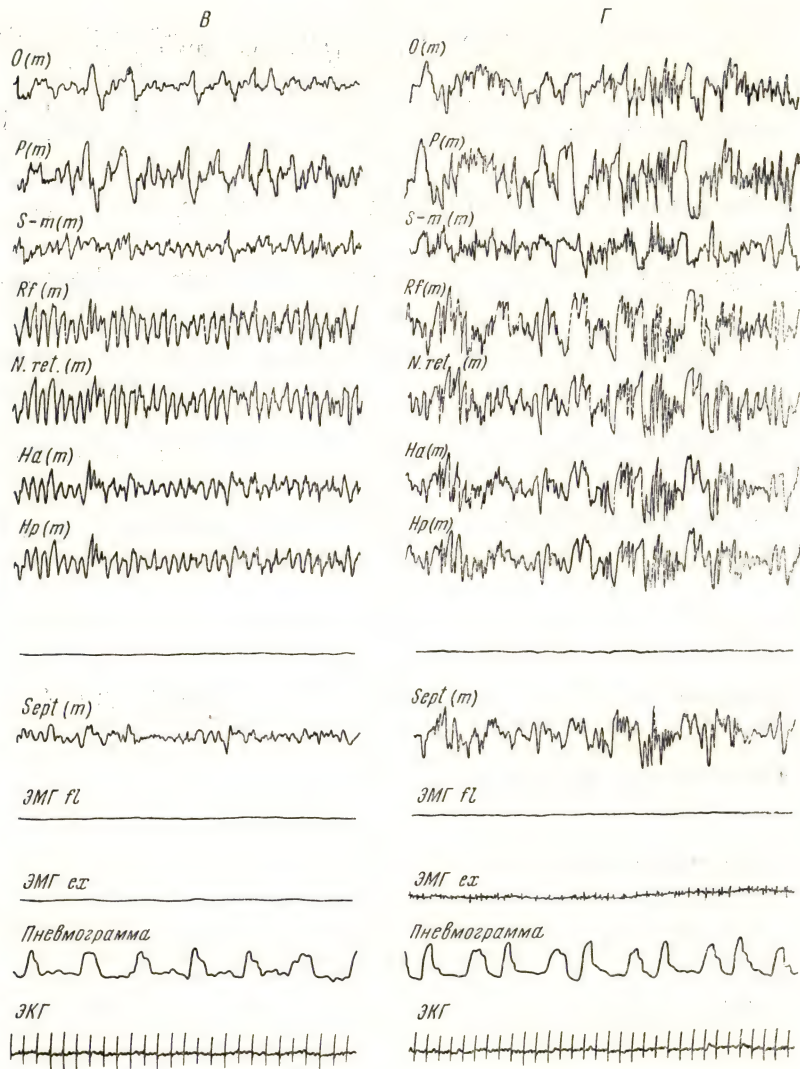 В
O(m)
P(m)
S-m(m)
Rf(m)
N. ret.(m)
Ha(m)
Hp(m)
Sept(m)
ЭМГ fl
ЭМГ ex
Пневмограмма
ЭКГ
Г
O(m)
P(m)
S-m.(m)
Rf(m)
N. ret.(m)
Ha(m)
Hp(m)
Sept(m)
ЭМГ fl
ЭМГ ex
Пневмограмма
ЭКГ